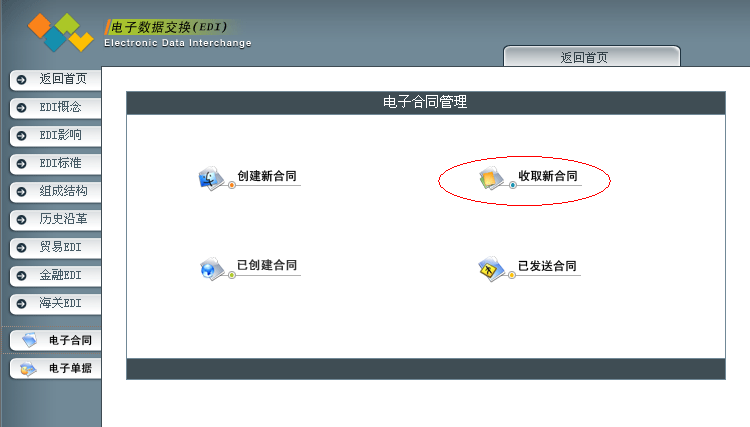 电子数据交换(EDI)
Electronic Data Interchange
返回首页
返回首页
EDI概念
EDI影响
EDI标准
组成结构
历史沿革
贸易EDI
金融EDI
海关EDI
电子合同
电子单据
电子合同管理
创建新合同
收取新合同
已创建合同
已发送合同